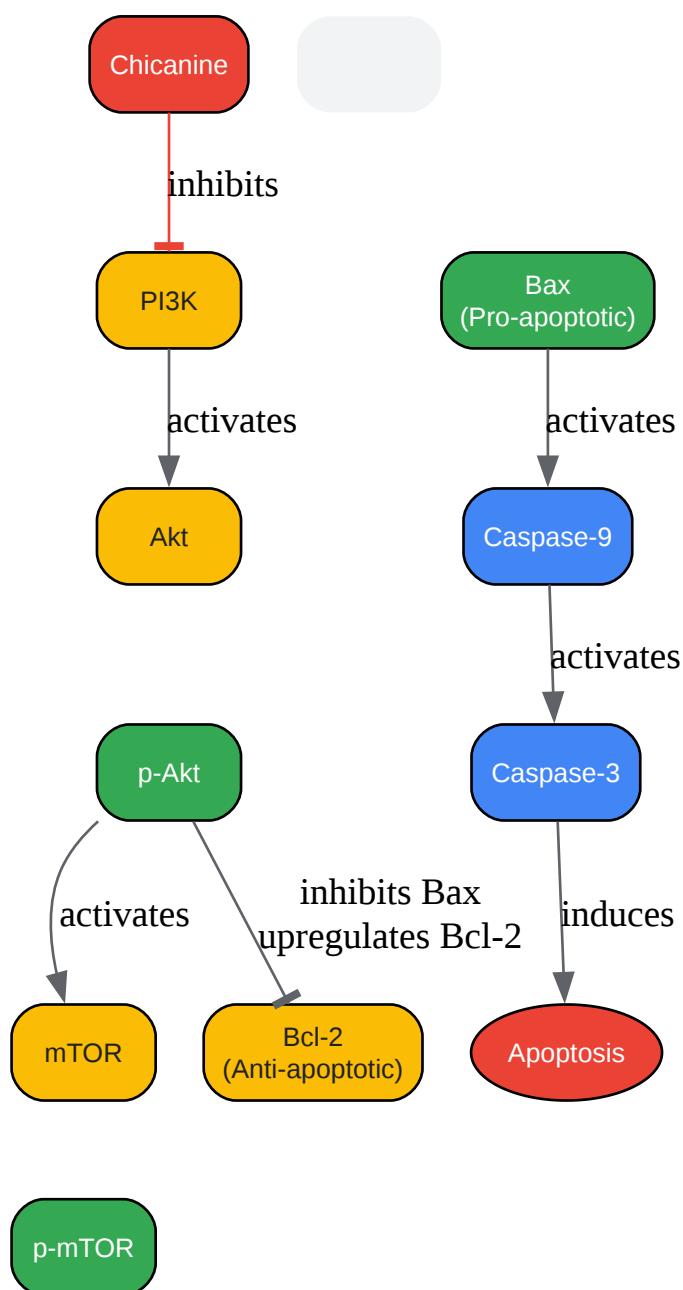 Chicanine
inhibits
PI3K
Bax
(Pro-apoptotic)
activates
activates
Akt
Caspase-9
activates
p-Akt
Caspase-3
activates
inhibits Bax
upregulates Bcl-2
induces
mTOR
Bcl-2
(Anti-apoptotic)
Apoptosis
p-mTOR